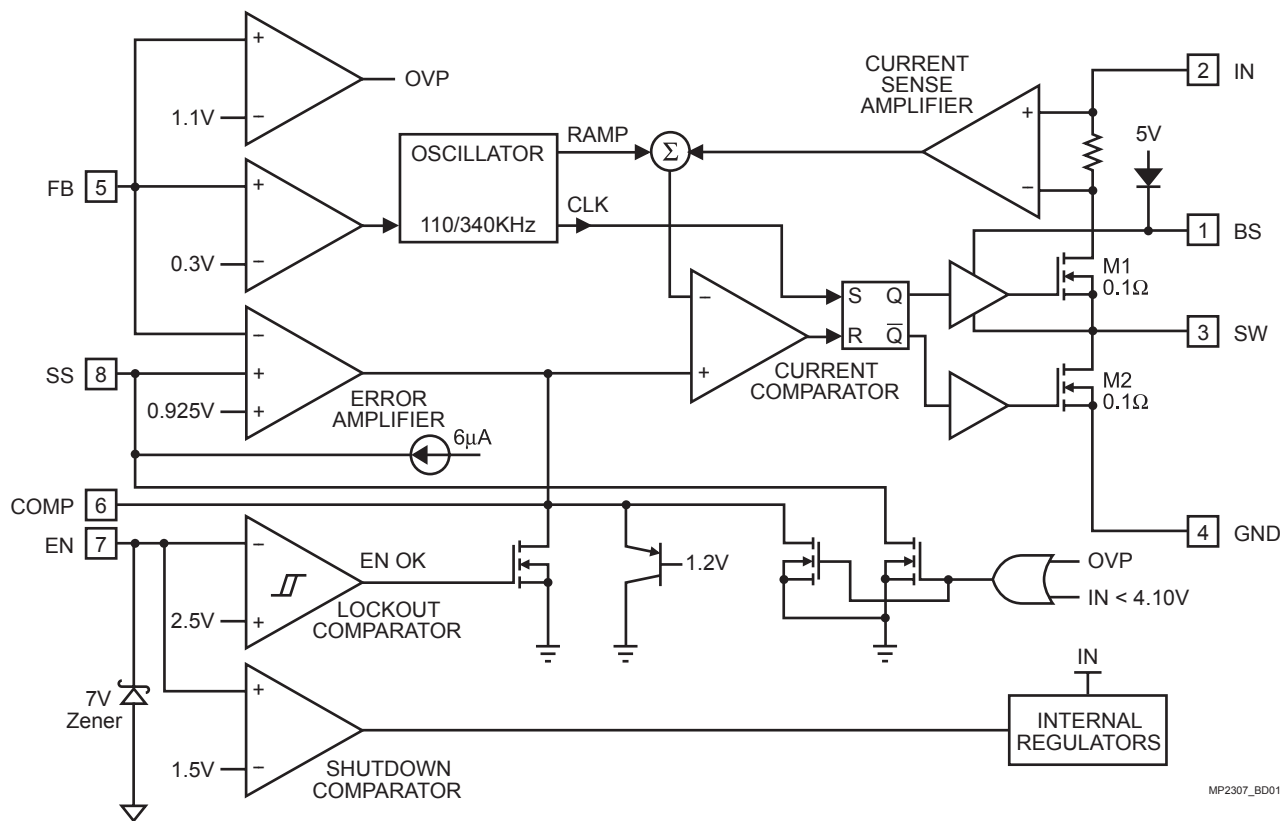 +
OVP
1.1V
−
CURRENT
SENSE
AMPLIFIER
2 IN
+
5V
OSCILLATOR
RAMP
Σ
FB 5
+
−
110/340KHz
CLK
1 BS
0.3V
−
M1
0.1Ω
−
S Q
R Q̅
3 SW
−
SS 8
+
+
CURRENT
COMPARATOR
M2
0.1Ω
0.925V
+
ERROR
AMPLIFIER
6μA
COMP 6
EN 7
−
EN OK
1.2V
4 GND
OVP
IN < 4.10V
2.5V
+
LOCKOUT
COMPARATOR
IN
7V
Zener
+
INTERNAL
REGULATORS
1.5V
−
SHUTDOWN
COMPARATOR
MP2307_BD01